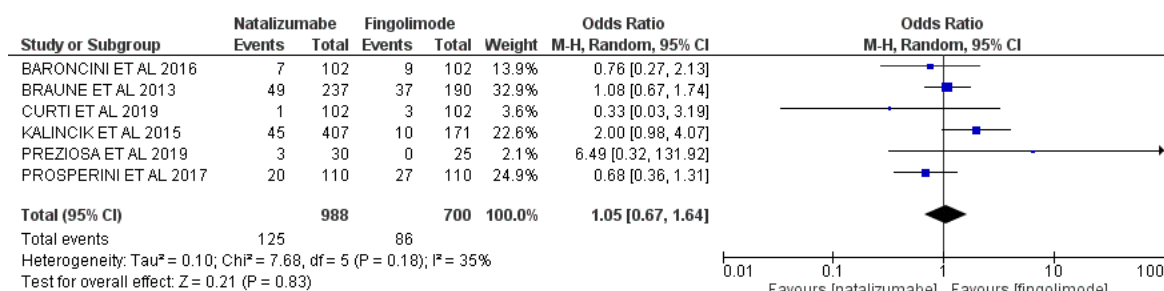 Natalizumabe Fingolimode Odds Ratio Odds Ratio
Study or Subgroup Events Total Events Total Weight M-H, Random, 95% CI M-H, Random, 95% CI
BARONCINI ET AL 2016 7 102 9 102 13.9% 0.76 [0.27, 2.13]
BRAUNE ET AL 2013 49 237 37 190 32.9% 1.08 [0.67, 1.74]
CURTI ET AL 2019 1 102 3 102 3.6% 0.33 [0.03, 3.19]
KALINCIK ET AL 2015 45 407 10 171 22.6% 2.00 [0.98, 4.07]
PREZIOSA ET AL 2019 3 30 0 25 2.1% 6.49 [0.32, 131.92]
PROSPERINI ET AL 2017 20 110 27 110 24.9% 0.68 [0.36, 1.31]
Total (95% CI) 988 700 100.0% 1.05 [0.67, 1.64]
Total events 125 86
Heterogeneity: Tau² = 0.10; Chi² = 7.68, df = 5 (P = 0.18); I² = 35%
Test for overall effect: Z = 0.21 (P = 0.83)
0.01 0.1 1 10 100
Favours [natalizumabe] Favours [fingolimode]